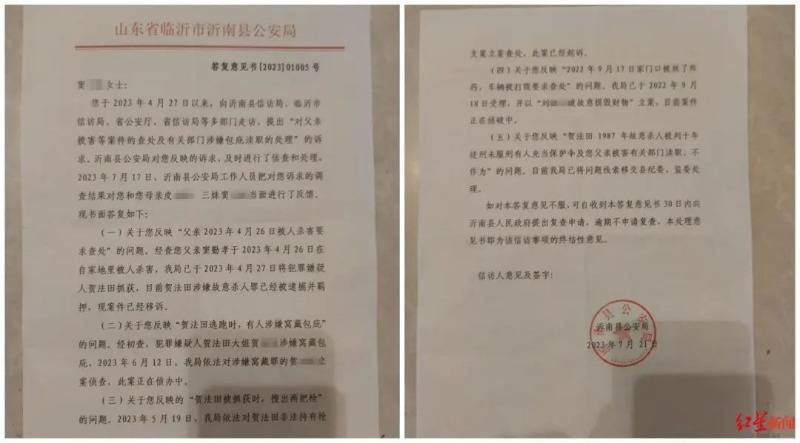 山东省临沂市沂南县公安局
答复意见书[2023]01005号
窦 女士:
您于2023年4月27日以来,向沂南县信访局、临沂市
信访局、省公安厅、省信访局等多部门走访,提出"对父亲
被害等案件的查处及有关部门涉嫌包庇渎职的处理"的诉
求。沂南县公安局对您反映的诉求,及时进行了侦查和处理。
2023年7月17日,沂南县公安局工作人员把对您诉求的调
查结果对您和您母亲皮 三妹窦 当面进行了反馈。
现书面答复如下:
(一)关于您反映"父亲2023年4月26日被人杀害要
求查处"的问题。经查您父亲窦勤孝于2023年4月26日在
自家地里被人杀害,我局已于2023年4月27日将犯罪嫌疑
人贺法田抓获,目前贺法田涉嫌故意杀人罪已经被逮捕并羁
押,现案件已经移诉。
(二)关于您反映"贺法田逃跑时,有人涉嫌窝藏包庇"
的问题。经初查,犯罪嫌疑人贺法田大姐贺 涉嫌窝藏包
庇。2023年6月12日,我局依法对涉嫌窝藏罪的贺 之
立案侦查,此案正在侦办中。
(三)关于您反映的"贺法田被抓获时,搜出两把枪"
的问题。2023年5月19日,我局依法对贺法田非法持有枪
支案立案查处,此案已经起诉。
(四)关于您反映"2022年9月17日家门口被放了炸
药,车辆被打毁要求查处"的问题。我局已于2022年9月
18日受理,并以"刘 被故意损毁财物"立案,目前案件
正在侦破中。
(五)关于您反映"贺法田1987年故意杀人被判十年
徒刑未服刑有人充当保护伞及您父亲被害有关部门渎职、不
作为"的问题。目前我局已将问题线索移交县纪委、监委处
理。
如对本答复意见不服,可自收到本答复意见书30日内向
沂南县人民政府提出复查申请。逾期不申请复查,本处理意
见书即为该信访事项的终结性意见。
信访人意见及签字:
沂南县公安局
2023年7月21日
红星新闻